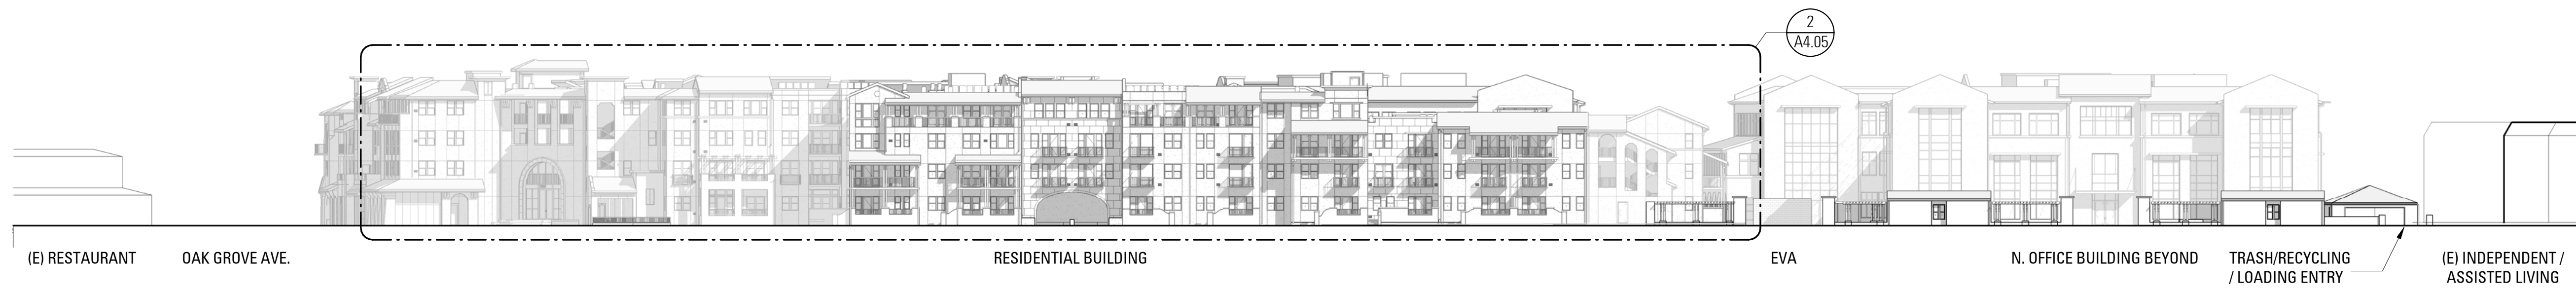 2
A4.05
(E) RESTAURANT
OAK GROVE AVE.
RESIDENTIAL BUILDING
EVA
N. OFFICE BUILDING BEYOND
TRASH/RECYCLING
/ LOADING ENTRY
(E) INDEPENDENT /
ASSISTED LIVING